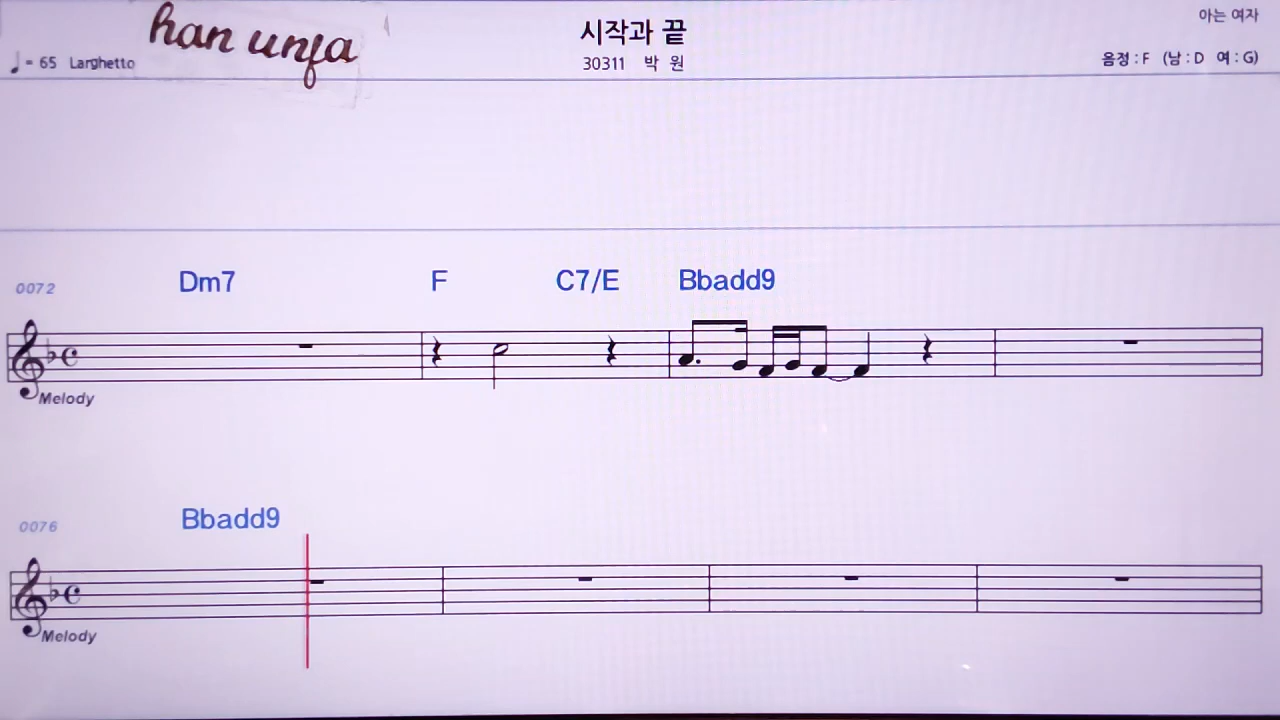 han unja
시작과 끝
아는 여자
♩= 65 Larghetto
30311 박 원
음정 : F (남 : D 여 : G)
0072 Dm7 F C7/E Bbadd9
Melody
0076 Bbadd9
Melody